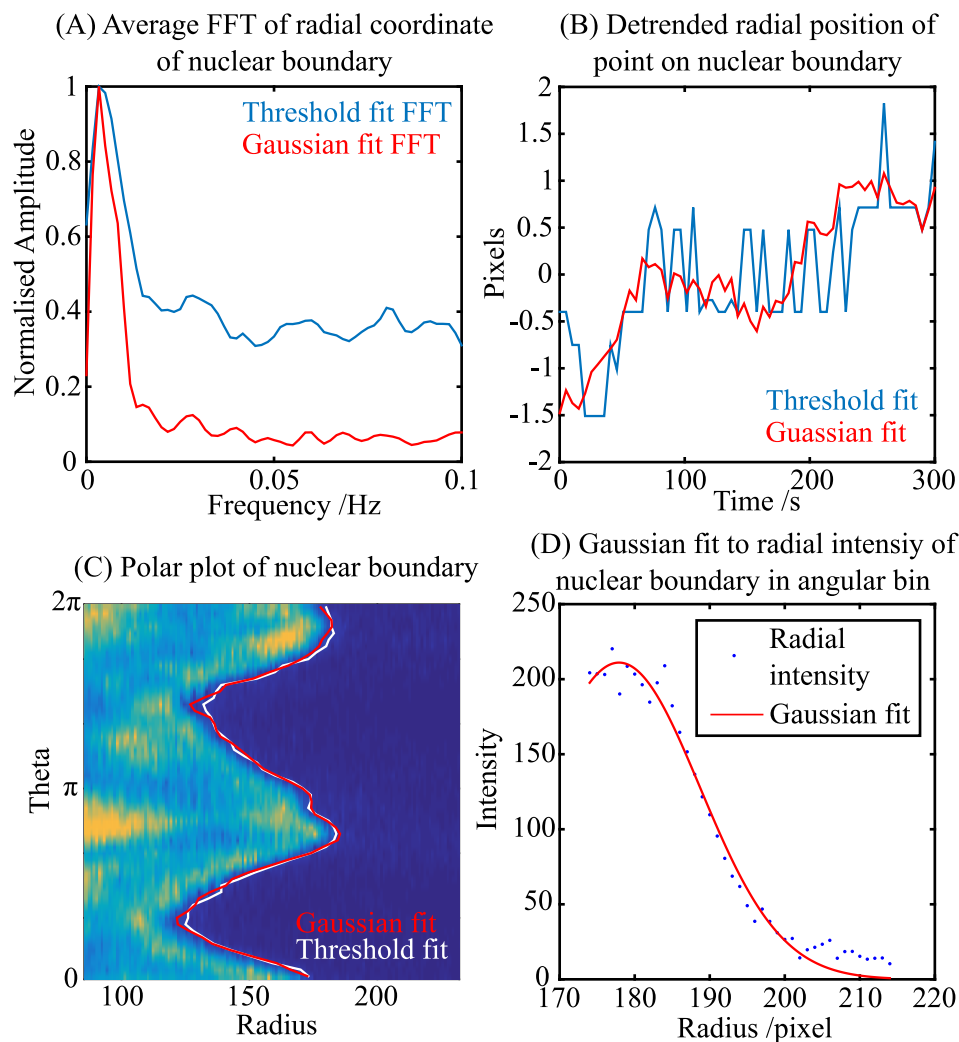 (A) Average FFT of radial coordinate
of nuclear boundary
1
0.8
0.6
0.4
0.2
0
Normalised Amplitude
Threshold fit FFT
Gaussian fit FFT
0
0.05
0.1
Frequency /Hz
(B) Detrended radial position of
point on nuclear boundary
2
1.5
1
0.5
0
-0.5
-1
-1.5
-2
Pixels
Threshold fit
Guassian fit
0
100
200
300
Time /s
(C) Polar plot of nuclear boundary
2π
π
0
Theta
Gaussian fit
Threshold fit
100
150
200
Radius
(D) Gaussian fit to radial intensiy of
nuclear boundary in angular bin
250
200
150
100
50
0
Intensity
Radial
intensity
Gaussian fit
170
180
190
200
210
220
Radius /pixel